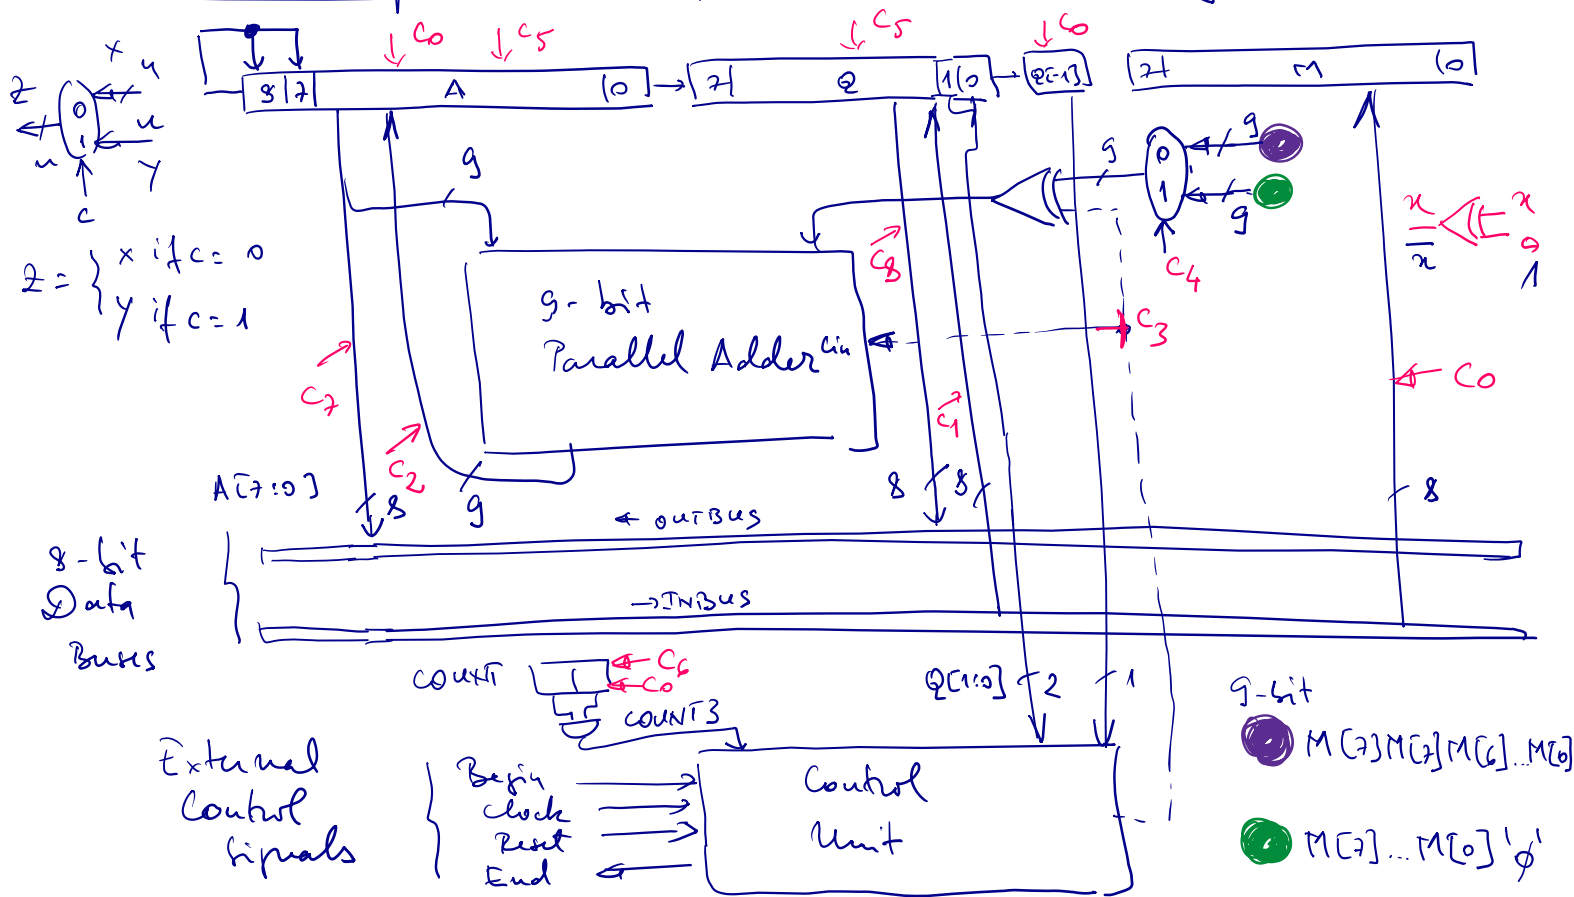 C0
C5
C5
C0
x
u
Z
0
1
u
u
y
c
8 7 A 0
7 Q 1 0
Q[-1]
7 M 0
Z = { x if c = 0
y if c = 1
9
9
9
0
1
9
C4
C8
C3
x
x
x
0
1
9-bit
Parallel Adder Cin
C7
C2
C1
C0
A[7:0]
8
9
8
8
8
← OUTBUS
8-bit
Data
Buses
→ INBUS
COUNT
C6
C0
COUNT3
Q[1:0]
2
1
External
Control
Signals
Begin
Clock
Reset
End
Control
Unit
9-bit
M[7]M[7]M[6]...M[0]
M[7]...M[0]'φ'